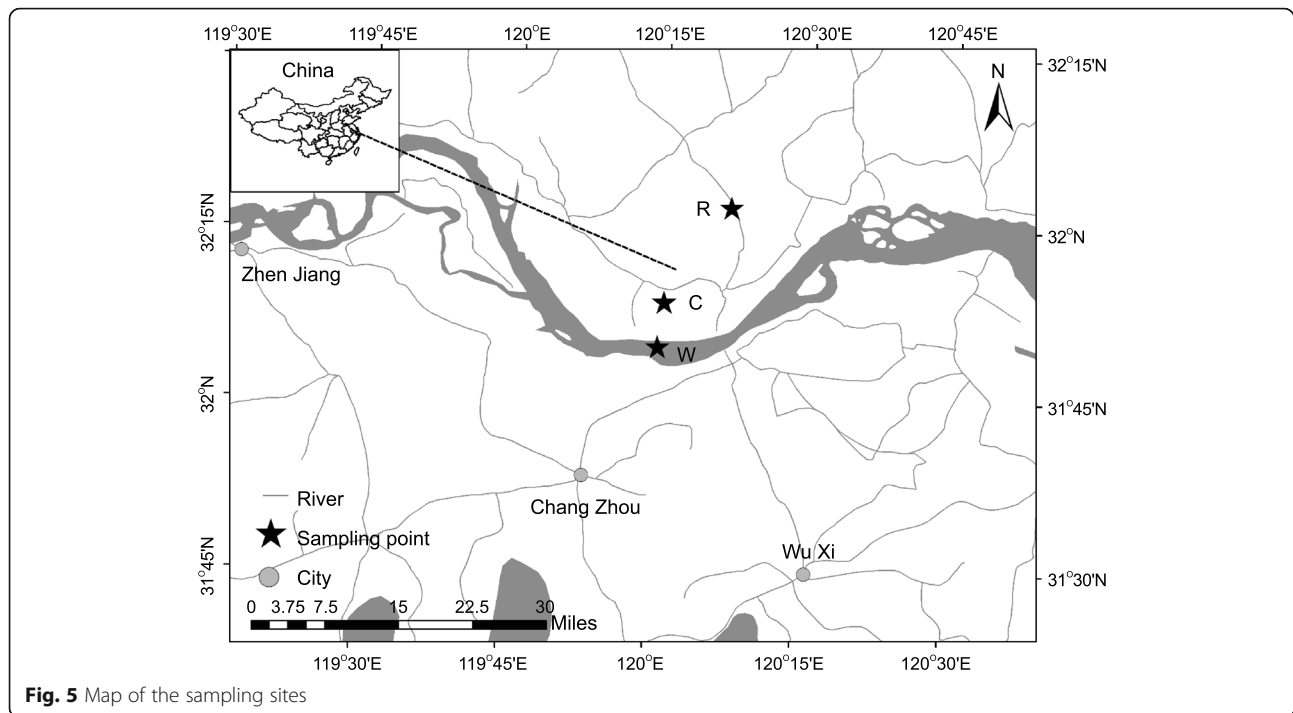 119°30'E 119°45'E 120°E 120°15'E 120°30'E 120°45'E
China
N
32°15'N
R
32°15'N
32°N
Zhen Jiang
C
W
32°N
31°45'N
Chang Zhou
River
Sampling point
Wu Xi
31°45'N
City
31°30'N
0 3.75 7.5 15 22.5 30
Miles
119°30'E 119°45'E 120°E 120°15'E 120°30'E
Fig. 5 Map of the sampling sites